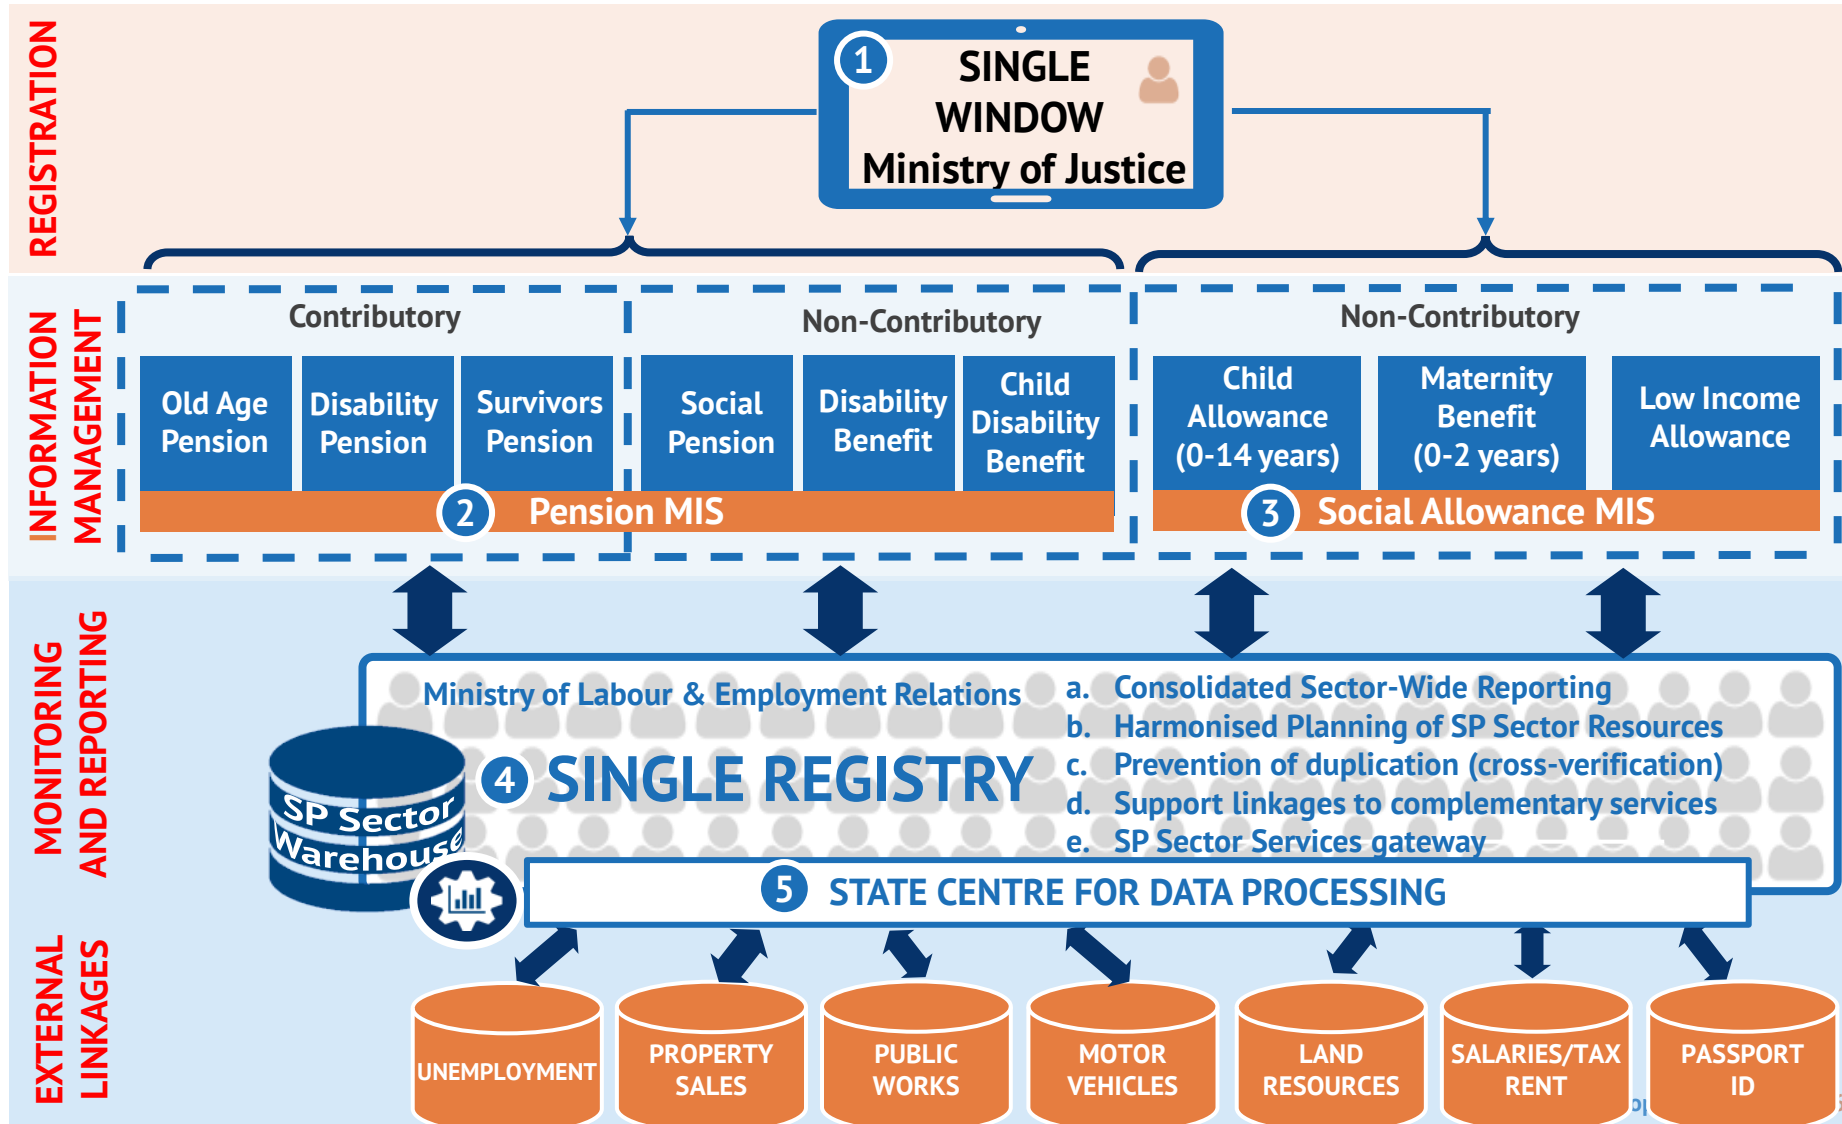 REGISTRATION
1
SINGLE
WINDOW
Ministry of Justice
INFORMATION
MANAGEMENT
Contributory
Non-Contributory
Non-Contributory
Old Age
Pension
Disability
Pension
Survivors
Pension
Social
Pension
Disability
Benefit
Child
Disability
Benefit
Child
Allowance
(0-14 years)
Maternity
Benefit
(0-2 years)
Low Income
Allowance
2 Pension MIS
3 Social Allowance MIS
MONITORING
AND REPORTING
Ministry of Labour & Employment Relations
4 SINGLE REGISTRY
a. Consolidated Sector-Wide Reporting
b. Harmonised Planning of SP Sector Resources
c. Prevention of duplication (cross-verification)
d. Support linkages to complementary services
e. SP Sector Services gateway
SP Sector
Warehouse
5 STATE CENTRE FOR DATA PROCESSING
EXTERNAL
LINKAGES
UNEMPLOYMENT
PROPERTY
SALES
PUBLIC
WORKS
MOTOR
VEHICLES
LAND
RESOURCES
SALARIES/TAX
RENT
PASSPORT
ID